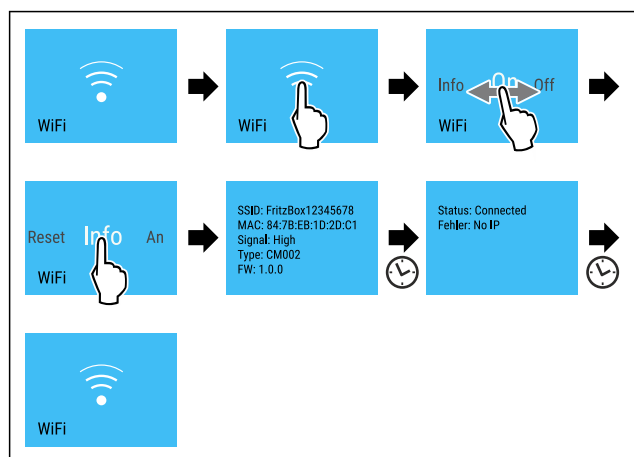 WiFi
WiFi
Info On Off
WiFi
Reset Info An
WiFi
SSID: FritzBox12345678
MAC: 84:7B:EB:1D:2D:C1
Signal: High
Type: CM002
FW: 1.0.0
Status: Connected
Fehler: No IP
WiFi